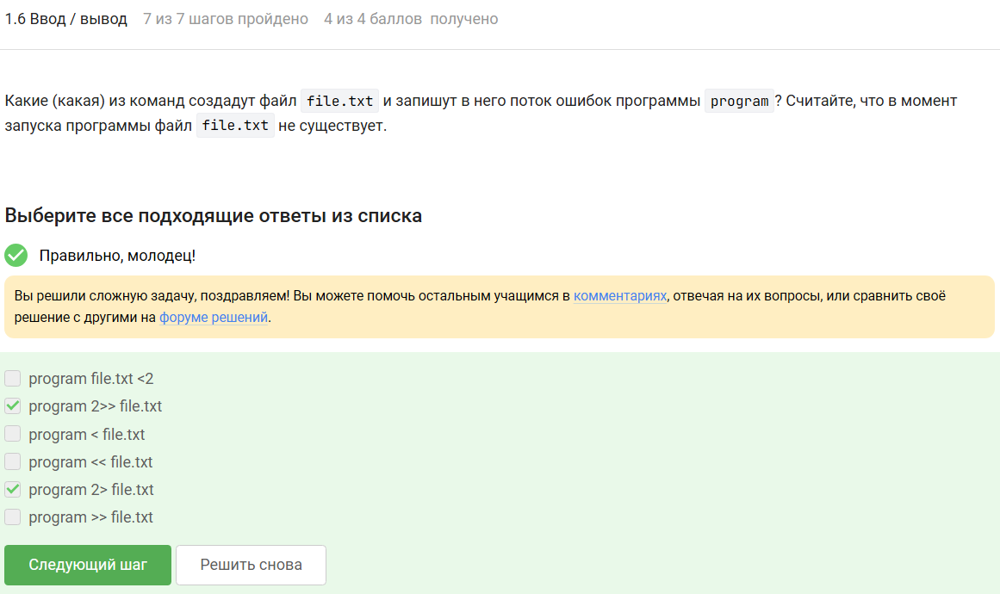 1.6 Ввод / вывод 7 из 7 шагов пройдено 4 из 4 баллов получено
Какие (какая) из команд создадут файл file.txt и запишут в него поток ошибок программы program? Считайте, что в момент
запуска программы файл file.txt не существует.
Выберите все подходящие ответы из списка
Правильно, молодец!
Вы решили сложную задачу, поздравляем! Вы можете помочь остальным учащимся в комментариях, отвечая на их вопросы, или сравнить своё
решение с другими на форуме решений.
program file.txt <2
program 2>> file.txt
program < file.txt
program << file.txt
program 2> file.txt
program >> file.txt
Следующий шаг Решить снова